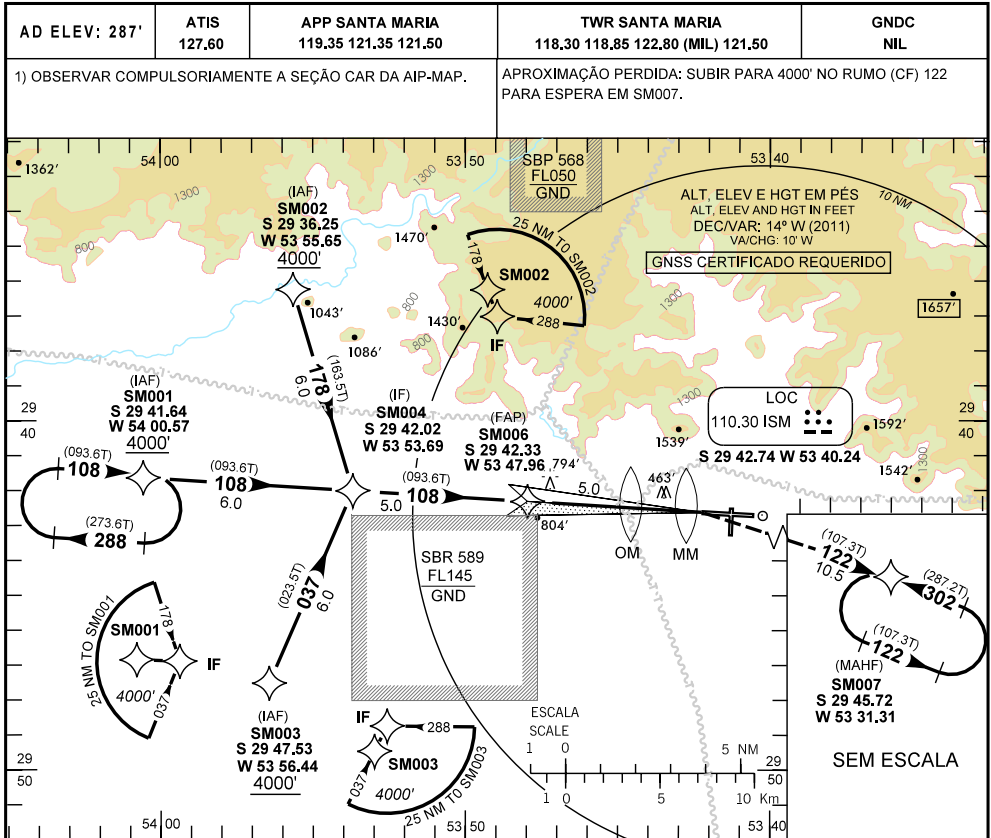 AD ELEV: 287'
ATIS
127.60
APP SANTA MARIA
119.35 121.35 121.50
TWR SANTA MARIA
118.30 118.85 122.80 (MIL) 121.50
GNDC
NIL
1) OBSERVAR COMPULSORIAMENTE A SEÇÃO CAR DA AIP-MAP.
APROXIMAÇÃO PERDIDA: SUBIR PARA 4000' NO RUMO (CF) 122
PARA ESPERA EM SM007.
54 00
53 50
53 40
1362'
1300
1300
800
(IAF)
SM002
S 29 36.25
W 53 55.65
4000'
1470'
1043'
1086'
1430'
800
800
1300
SBP 568
FL050
GND
25 NM T0 SM002
178
SM002
4000'
288
IF
10 NM
ALT, ELEV E HGT EM PÉS
ALT, ELEV AND HGT IN FEET
DEC/VAR: 14º W (2011)
VA/CHG: 10' W
GNSS CERTIFICADO REQUERIDO
1657'
1300
29
40
29
40
(IAF)
SM001
S 29 41.64
W 54 00.57
4000'
178
(163.5T)
6.0
(IF)
SM004
S 29 42.02
W 53 53.69
(FAP)
SM006
S 29 42.33
W 53 47.96
794'
LOC
110.30 ISM
S 29 42.74 W 53 40.24
1539'
1592'
1542'
1300
(093.6T)
108
(093.6T)
108
6.0
(093.6T)
108
5.0
5.0
463'
804'
OM
MM
(273.6T)
288
(023.5T)
037
6.0
SBR 589
FL145
GND
122
(107.3T)
10.5
(287.2T)
302
(107.3T)
122
(MAHF)
SM007
S 29 45.72
W 53 31.31
SEM ESCALA
25 NM TO SM001
178
SM001
4000'
037
IF
(IAF)
SM003
S 29 47.53
W 53 56.44
4000'
IF
288
SM003
037
4000'
25 NM T0 SM003
ESCALA
SCALE
1 0 5 NM
1 0 5 10 Km
29
50
29
50
54 00
53 50
53 40